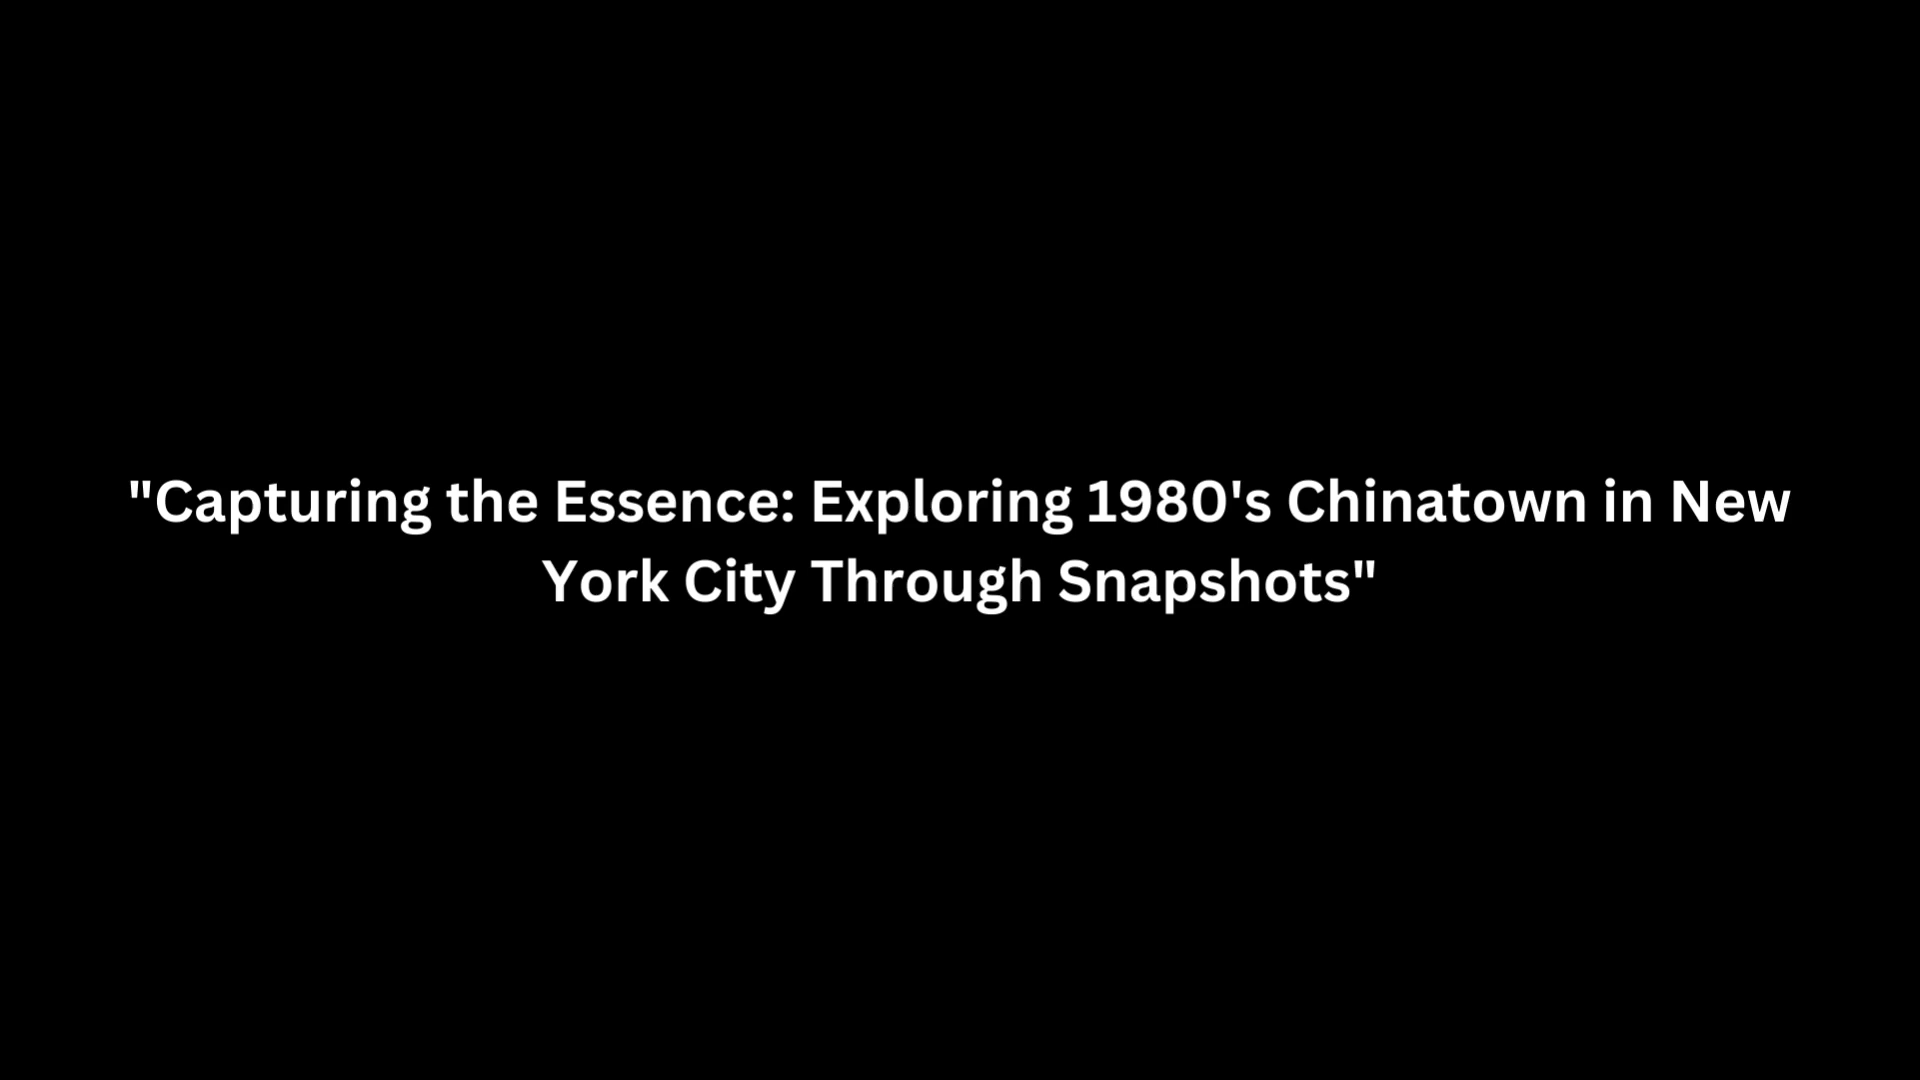 "Capturing the Essence: Exploring 1980's Chinatown in New
York City Through Snapshots"